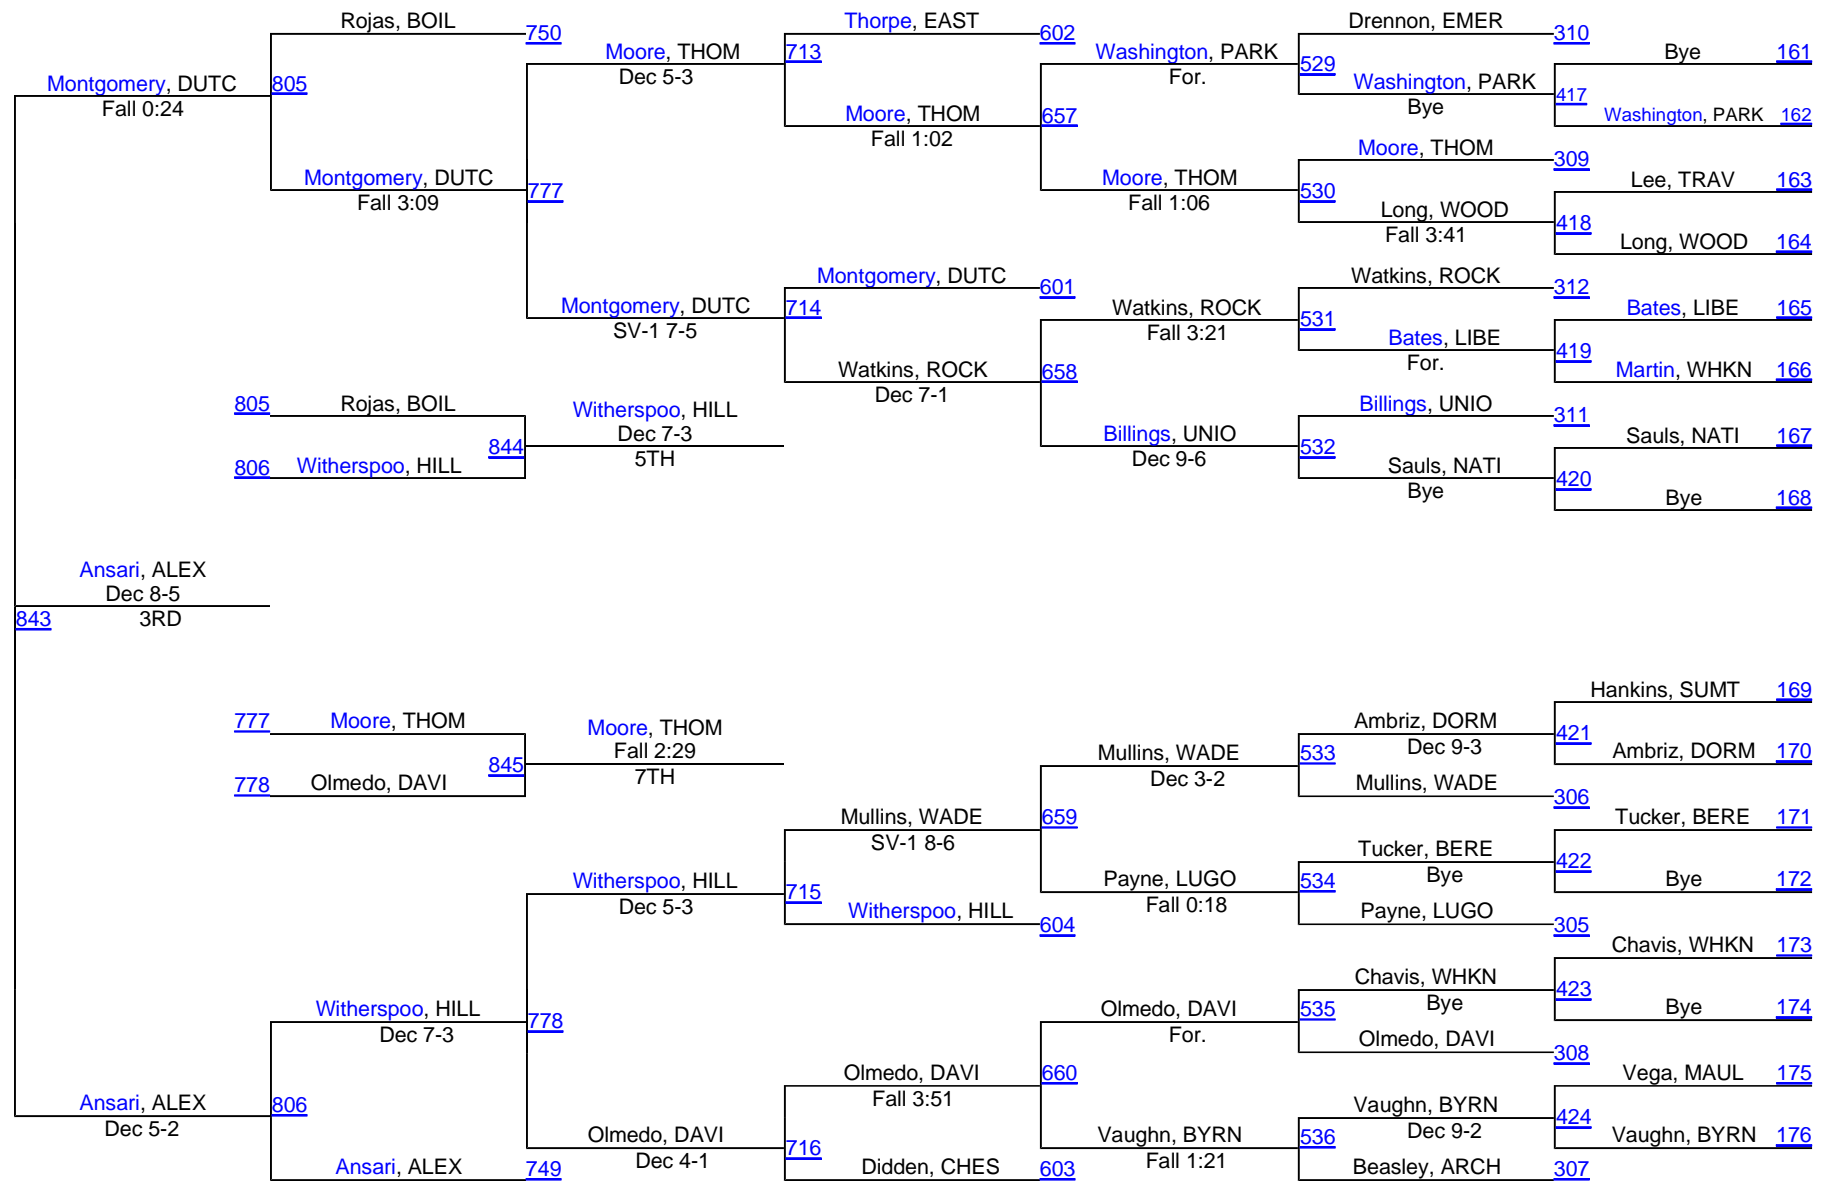 Rojas, BOIL
750
Thorpe, EAST
602
Drennon, EMER
310
Moore, THOM
713
Washington, PARK
529
Bye
161
Dec 5-3
For.
Montgomery, DUTC
805
Washington, PARK
417
Fall 0:24
Bye
Moore, THOM
657
Washington, PARK
162
Fall 1:02
Moore, THOM
309
Montgomery, DUTC
777
Moore, THOM
530
Lee, TRAV
163
Fall 3:09
Fall 1:06
Long, WOOD
418
Fall 3:41
Long, WOOD
164
Montgomery, DUTC
601
Watkins, ROCK
312
Montgomery, DUTC
714
Watkins, ROCK
531
Bates, LIBE
165
SV-1 7-5
Fall 3:21
Bates, LIBE
419
For.
Watkins, ROCK
658
Martin, WHKN
166
Dec 7-1
805
Rojas, BOIL
Witherspoo, HILL
Billings, UNIO
311
Dec 7-3
Billings, UNIO
532
Sauls, NATI
167
844
5TH
Dec 9-6
806
Witherspoo, HILL
Sauls, NATI
420
Bye
Bye
168
Ansari, ALEX
Dec 8-5
843
3RD
Hankins, SUMT
169
777
Moore, THOM
Moore, THOM
Ambriz, DORM
421
Fall 2:29
Mullins, WADE
533
Dec 9-3
Ambriz, DORM
170
845
7TH
Dec 3-2
778
Olmedo, DAVI
Mullins, WADE
306
Mullins, WADE
659
Tucker, BERE
171
SV-1 8-6
Tucker, BERE
422
Witherspoo, HILL
715
Payne, LUGO
534
Bye
Bye
172
Dec 5-3
Fall 0:18
Witherspoo, HILL
604
Payne, LUGO
305
Chavis, WHKN
173
Chavis, WHKN
423
Witherspoo, HILL
778
Olmedo, DAVI
535
Bye
Bye
174
Dec 7-3
For.
Olmedo, DAVI
308
Olmedo, DAVI
660
Vega, MAUL
175
Ansari, ALEX
806
Fall 3:51
Vaughn, BYRN
424
Dec 5-2
Dec 9-2
Olmedo, DAVI
716
Vaughn, BYRN
536
Vaughn, BYRN
176
Dec 4-1
Fall 1:21
Ansari, ALEX
749
Didden, CHES
603
Beasley, ARCH
307